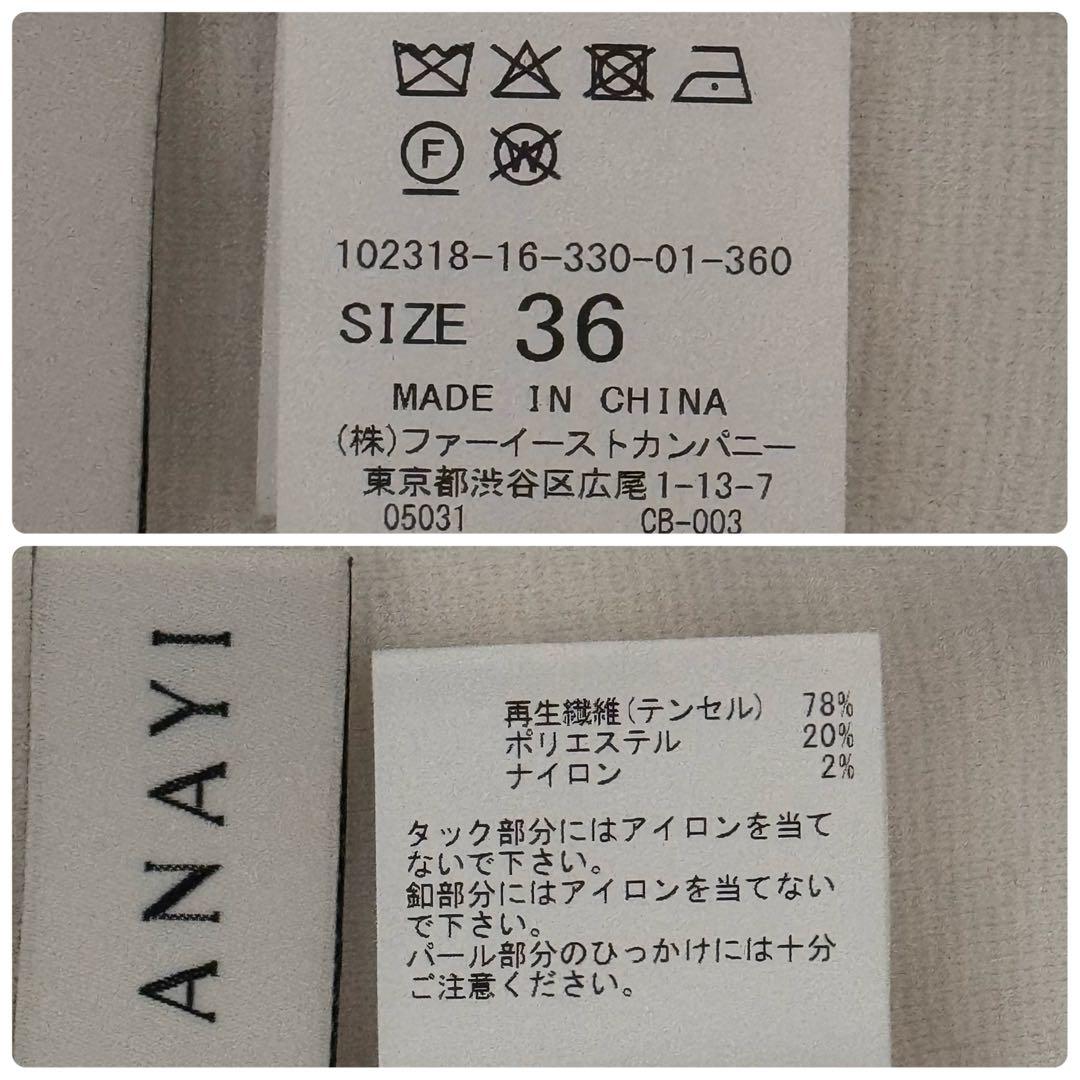 F
W
102318-16-330-01-360
SIZE 36
MADE IN CHINA
(株)ファーイーストカンパニー
東京都渋谷区広尾1-13-7
05031 CB-003
ANAYI
再生繊維(テンセル) 78%
ポリエステル 20%
ナイロン 2%
タック部分にはアイロンを当て
ないで下さい。
釦部分にはアイロンを当てない
で下さい。
パール部分のひっかけには十分
ご注意ください。